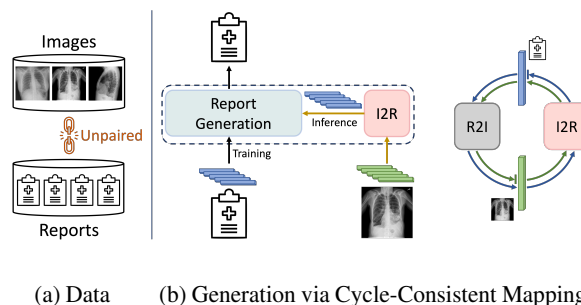 Images
Unpaired
Reports
Report
Generation
I2R
Inference
Training
R2I
I2R
(a) Data
(b) Generation via Cycle-Consistent Mapping